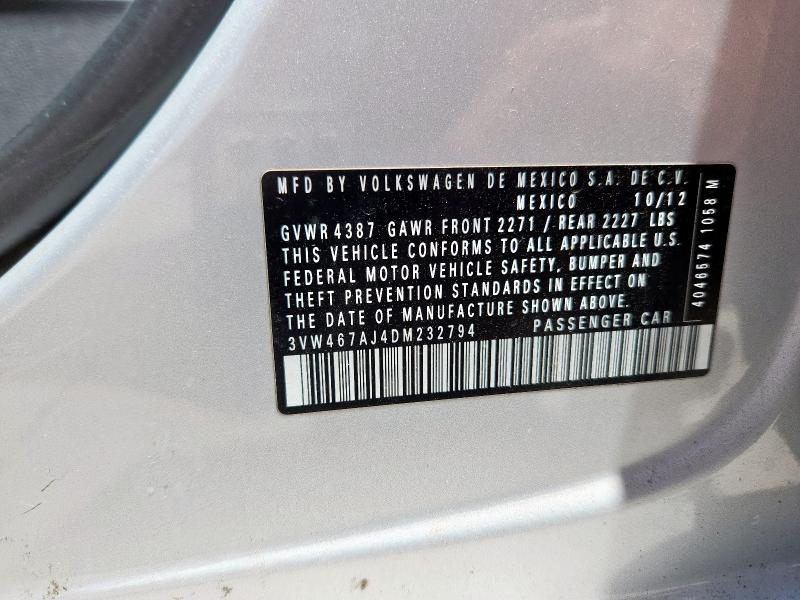 MFD BY VOLKSWAGEN DE MEXICO S.A. DE C.V.
MEXICO 10/12
GVWR 4387 GAWR FRONT 2271 / REAR 2227 LBS
THIS VEHICLE CONFORMS TO ALL APPLICABLE U.S.
FEDERAL MOTOR VEHICLE SAFETY, BUMPER AND
THEFT PREVENTION STANDARDS IN EFFECT ON
THE DATE OF MANUFACTURE SHOWN ABOVE.
3VW467AJ4DM232794 PASSENGER CAR
4046574 1058 M